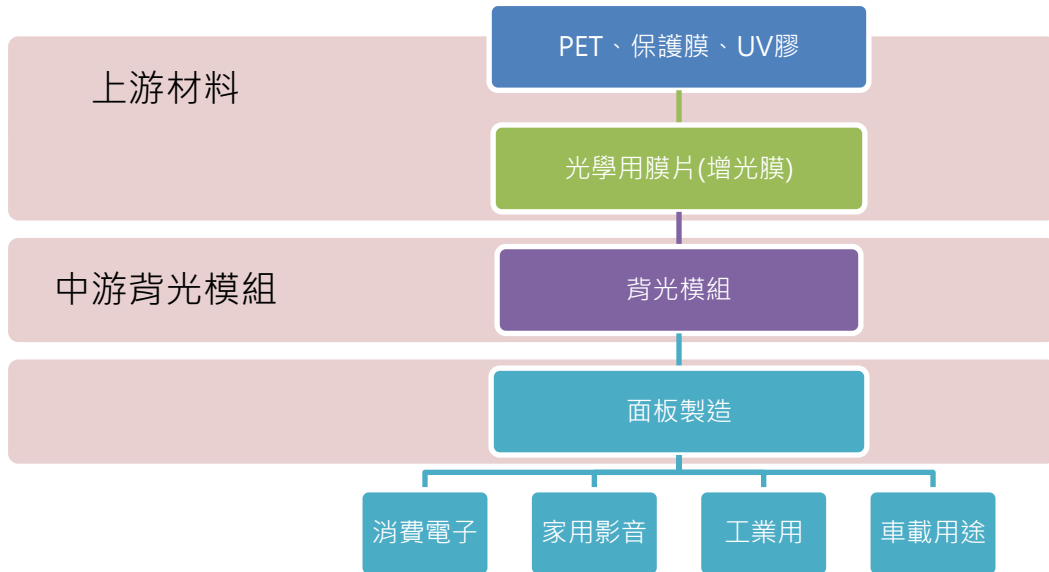 PET、保護膜、UV膠
上游材料
光學用膜片(增光膜)
中游背光模組
背光模組
面板製造
消費電子
家用影音
工業用
車載用途